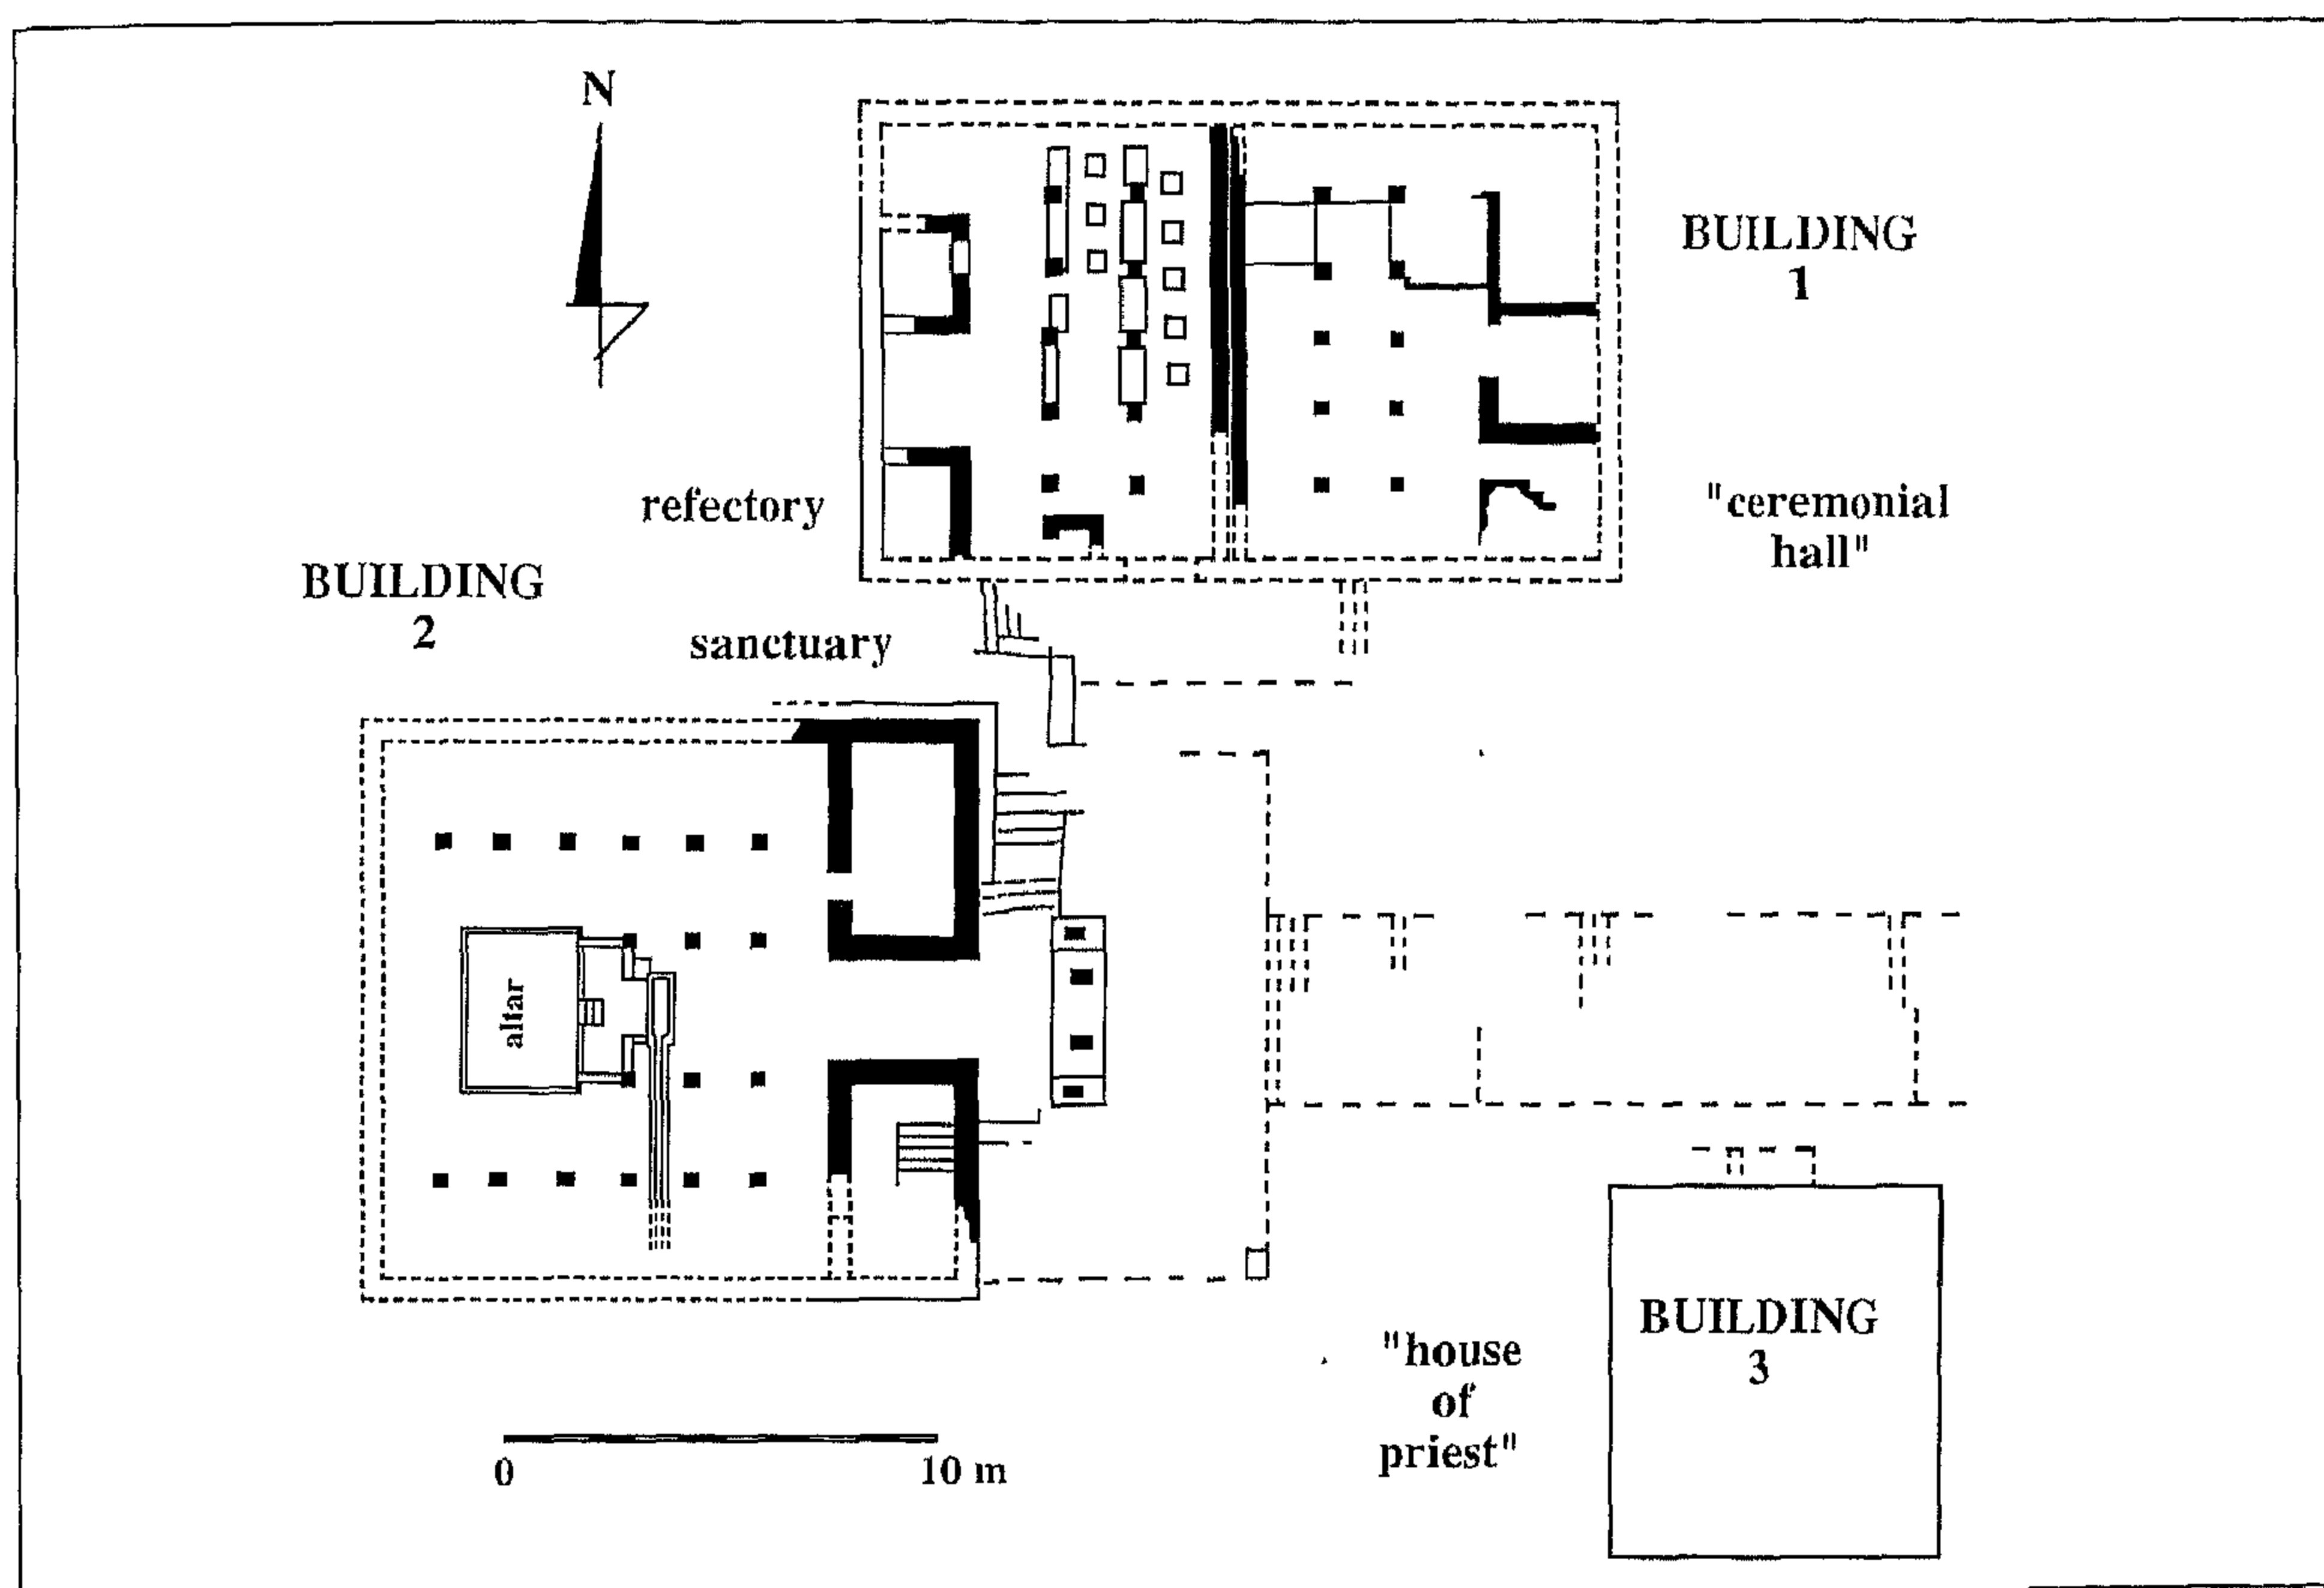 N
BUILDING
1
refectory
"ceremonial
hall"
BUILDING
2
sanctuary
altar
BUILDING
3
"house
of
priest"
0 10 m